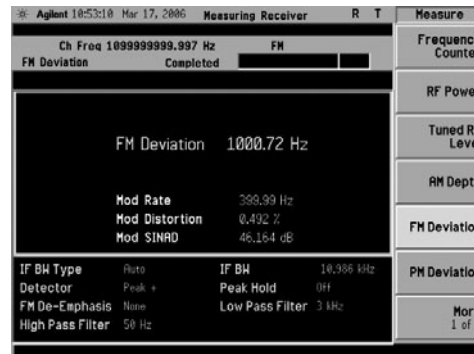 Agilent 10:53:10 Mar 17, 2006 Measuring Receiver R T
Measure
Ch Freq 1099999999.997 Hz FM
FM Deviation Completed
Frequenc
Counte
RF Powe
Tuned R
Leve
AM Dept
FM Deviatio
PM Deviatio
Mor
1 of
FM Deviation 1000.72 Hz
Mod Rate 399.99 Hz
Mod Distortion 0.492 %
Mod SINAD 46.164 dB
IF BW Type Auto IF BW 10.986 kHz
Detector Peak + Peak Hold Off
FM De-Emphasis None Low Pass Filter 3 kHz
High Pass Filter 50 Hz